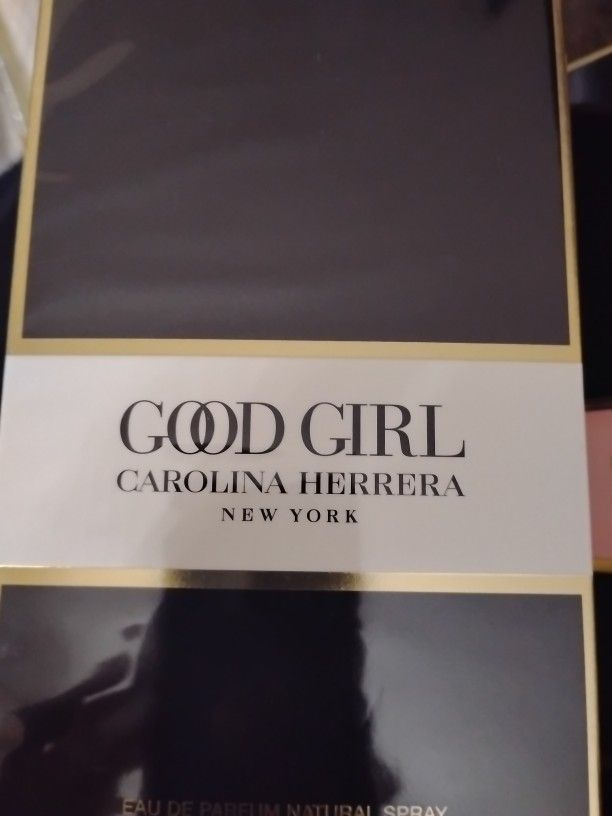 GOOD GIRL
CAROLINA HERRERA
NEW YORK
EAU DE PARFUM NATURAL SPRAY